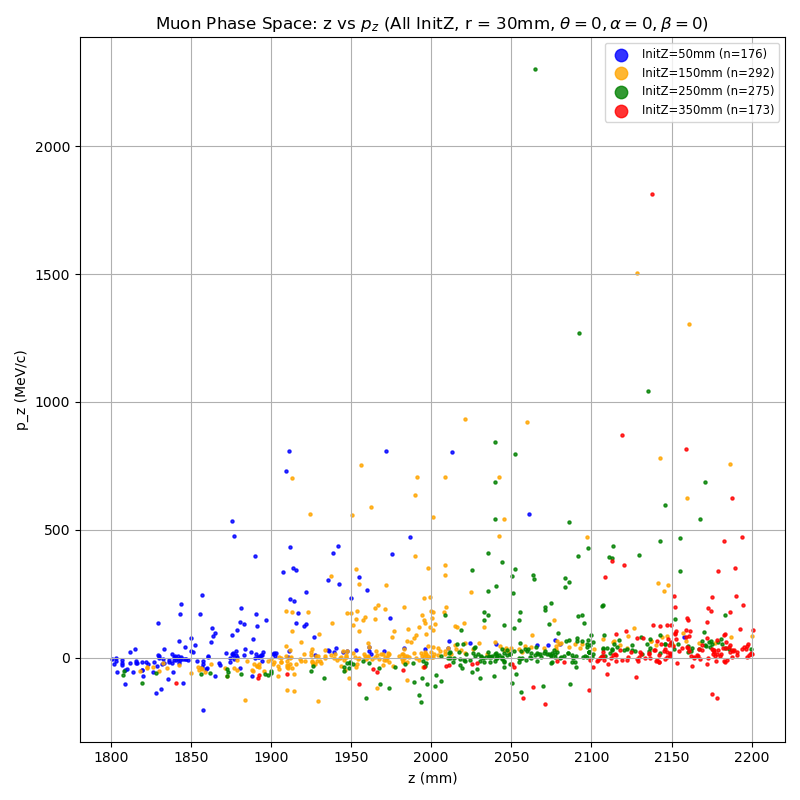 Muon Phase Space: z vs p_z (All InitZ, r = 30mm, θ = 0, α = 0, β = 0)
InitZ=50mm (n=176)
InitZ=150mm (n=292)
InitZ=250mm (n=275)
InitZ=350mm (n=173)
2000
1500
1000
500
0
p_z (MeV/c)
1800 1850 1900 1950 2000 2050 2100 2150 2200
z (mm)